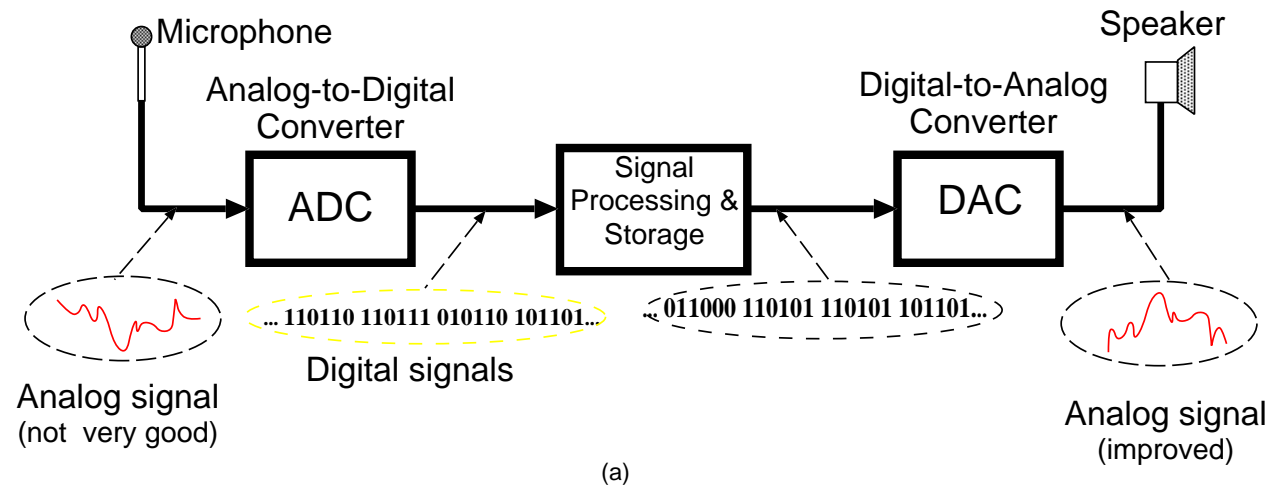 Microphone
Speaker
Analog-to-Digital
Converter
Digital-to-Analog
Converter
ADC
Signal
Processing &
Storage
DAC
... 110110 110111 010110 101101...
... 011000 110101 110101 101101...
Digital signals
Analog signal
(not very good)
Analog signal
(improved)
(a)